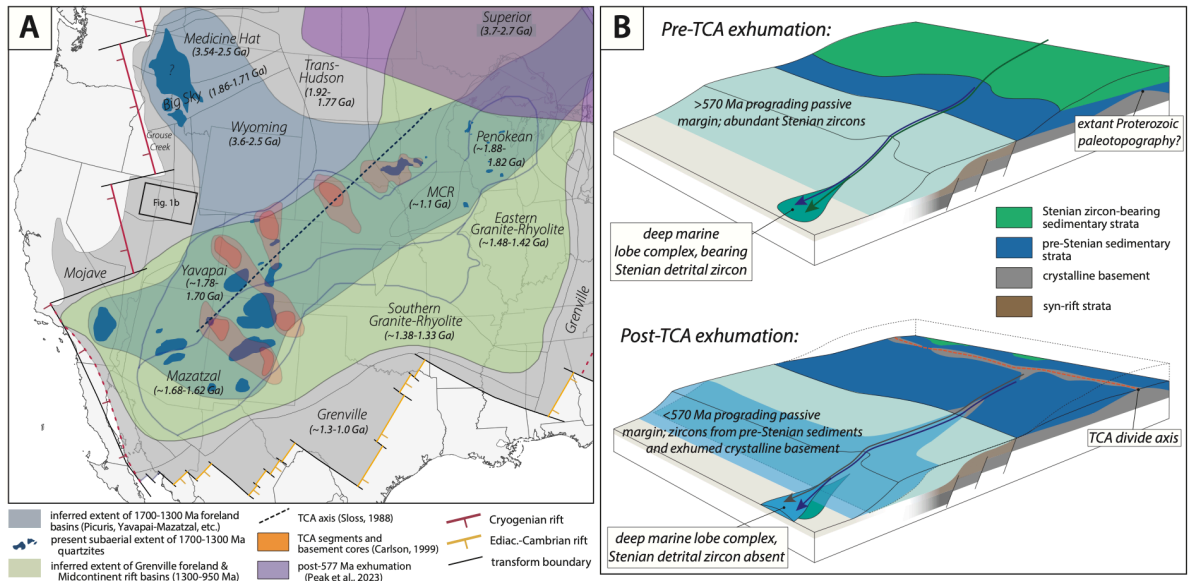 A
Medicine Hat
(3.54-2.5 Ga)
?
Big Sky (1.86-1.71 Ga)
Grouse
Creek
Wyoming
(3.6-2.5 Ga)
Trans-
Hudson
(1.92-
1.77 Ga)
Superior
(3.7-2.7 Ga)
Penokean
(~1.88-
1.82 Ga)
MCR
(~1.1 Ga)
Eastern
Granite-Rhyolite
(~1.48-1.42 Ga)
Fig. 1b
Mojave
Yavapai
(~1.78-
1.70 Ga)
Southern
Granite-Rhyolite
(~1.38-1.33 Ga)
Grenville
Mazatzal
(~1.68-1.62 Ga)
Grenville
(~1.3-1.0 Ga)
inferred extent of 1700-1300 Ma foreland
basins (Picuris, Yavapai-Mazatzal, etc.)
present subaerial extent of 1700-1300 Ma
quartzites
inferred extent of Grenville foreland &
Midcontinent rift basins (1300-950 Ma)
TCA axis (Sloss, 1988)
TCA segments and
basement cores (Carlson, 1999)
post-577 Ma exhumation
(Peak et al., 2023)
Cryogenian rift
Ediac.-Cambrian rift
transform boundary
B
Pre-TCA exhumation:
>570 Ma prograding passive
margin; abundant Stenian zircons
extant Proterozoic
paleotopography?
deep marine
lobe complex, bearing
Stenian detrital zircon
Stenian zircon-bearing
sedimentary strata
pre-Stenian sedimentary
strata
crystalline basement
syn-rift strata
Post-TCA exhumation:
<570 Ma prograding passive
margin; zircons from pre-Stenian sediments
and exhumed crystalline basement
TCA divide axis
deep marine lobe complex,
Stenian detrital zircon absent